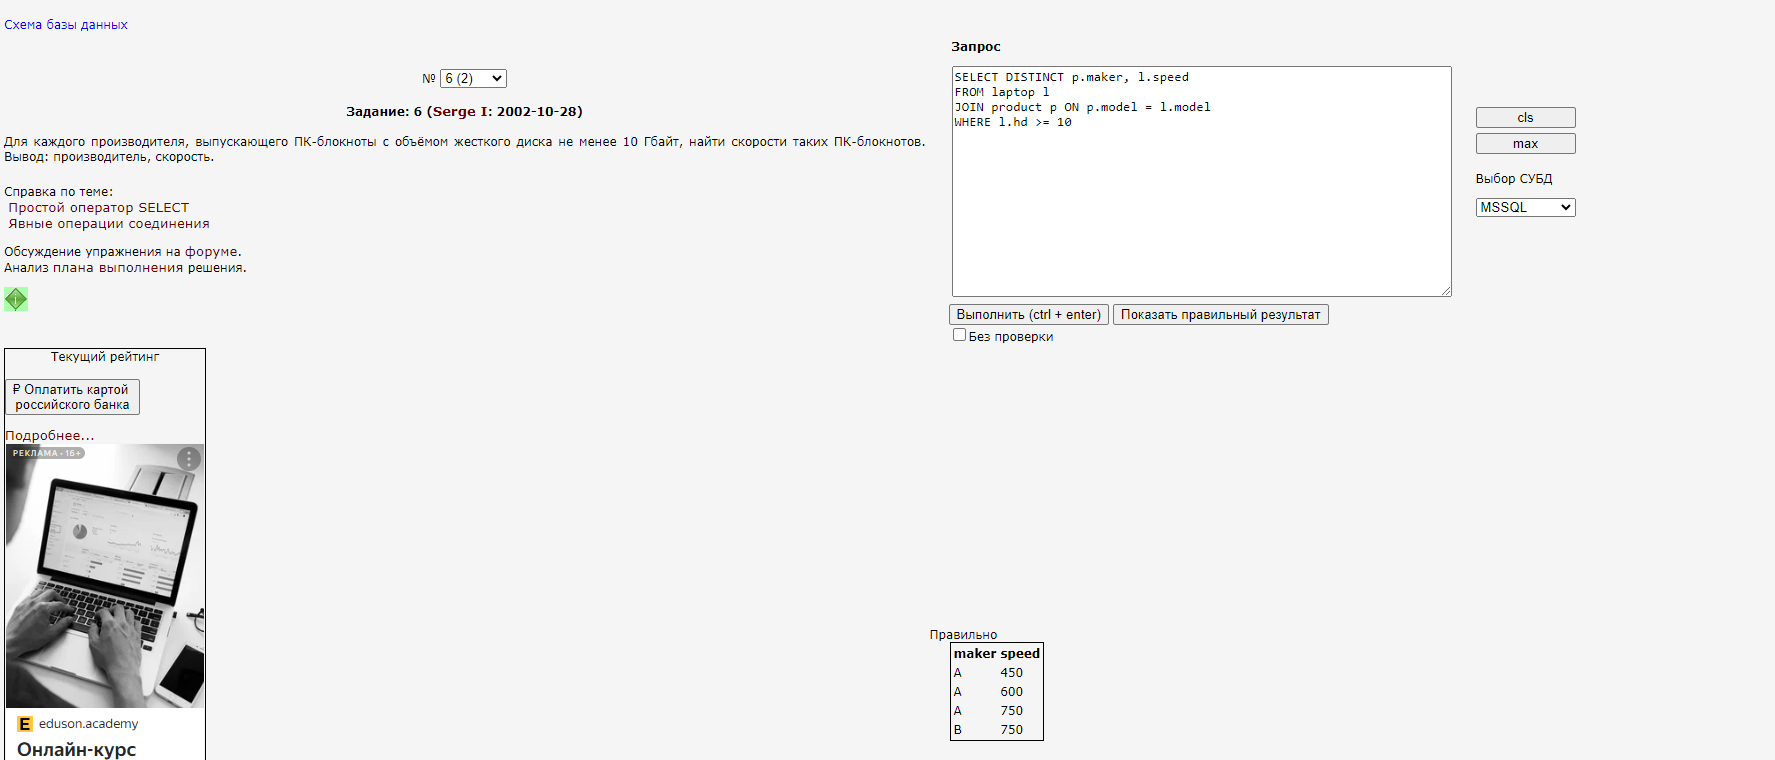 Схема базы данных
№ 6 (2)
Задание: 6 (Serge I: 2002-10-28)
Для каждого производителя, выпускающего ПК-блокноты c объёмом жесткого диска не менее 10 Гбайт, найти скорости таких ПК-блокнотов.
Вывод: производитель, скорость.
Справка по теме:
Простой оператор SELECT
Явные операции соединения
Обсуждение упражнения на форуме.
Анализ плана выполнения решения.
Текущий рейтинг
₽ Оплатить картой
российского банка
Подробнее...
РЕКЛАМА • 16+
E eduson.academy
Онлайн-курс
Запрос
SELECT DISTINCT p.maker, l.speed
FROM laptop l
JOIN product p ON p.model = l.model
WHERE l.hd >= 10
cls
max
Выбор СУБД
MSSQL
Выполнить (ctrl + enter) Показать правильный результат
Без проверки
Правильно
maker speed
A 450
A 600
A 750
B 750